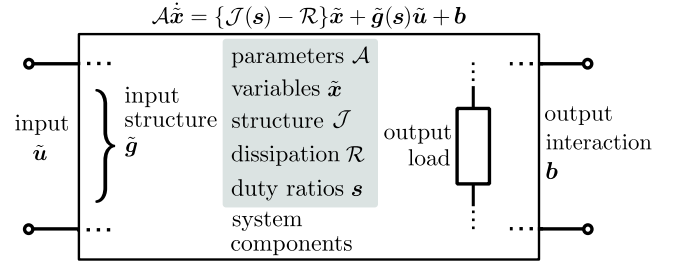 𝒜ẋ̃ = {𝒥(s) − ℛ}x̃ + g̃(s)ũ + b
input
ũ
input
structure
g̃
parameters 𝒜
variables x̃
structure 𝒥
dissipation ℛ
duty ratios s
system
components
output
load
output
interaction
b